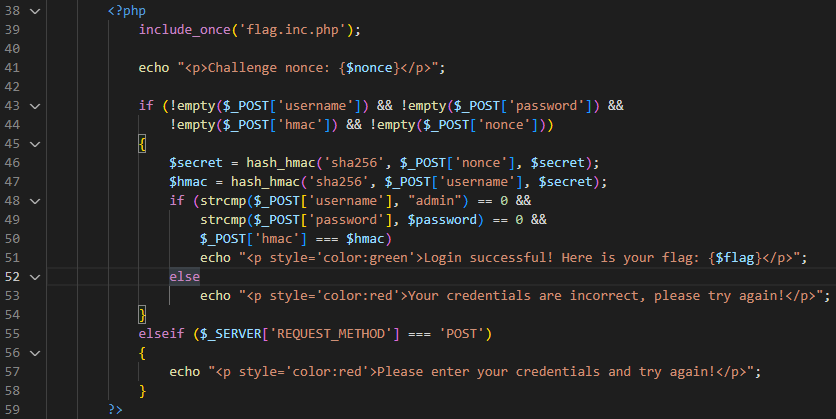 38 <?php
39 include_once('flag.inc.php');
40
41 echo "<p>Challenge nonce: {$nonce}</p>";
42
43 if (!empty($_POST['username']) && !empty($_POST['password']) &&
44 !empty($_POST['hmac']) && !empty($_POST['nonce']))
45 {
46 $secret = hash_hmac('sha256', $_POST['nonce'], $secret);
47 $hmac = hash_hmac('sha256', $_POST['username'], $secret);
48 if (strcmp($_POST['username'], "admin") == 0 &&
49 strcmp($_POST['password'], $password) == 0 &&
50 $_POST['hmac'] === $hmac)
51 echo "<p style='color:green'>Login successful! Here is your flag: {$flag}</p>";
52 else
53 echo "<p style='color:red'>Your credentials are incorrect, please try again!</p>";
54 }
55 elseif ($_SERVER['REQUEST_METHOD'] === 'POST')
56 {
57 echo "<p style='color:red'>Please enter your credentials and try again!</p>";
58 }
59 ?>